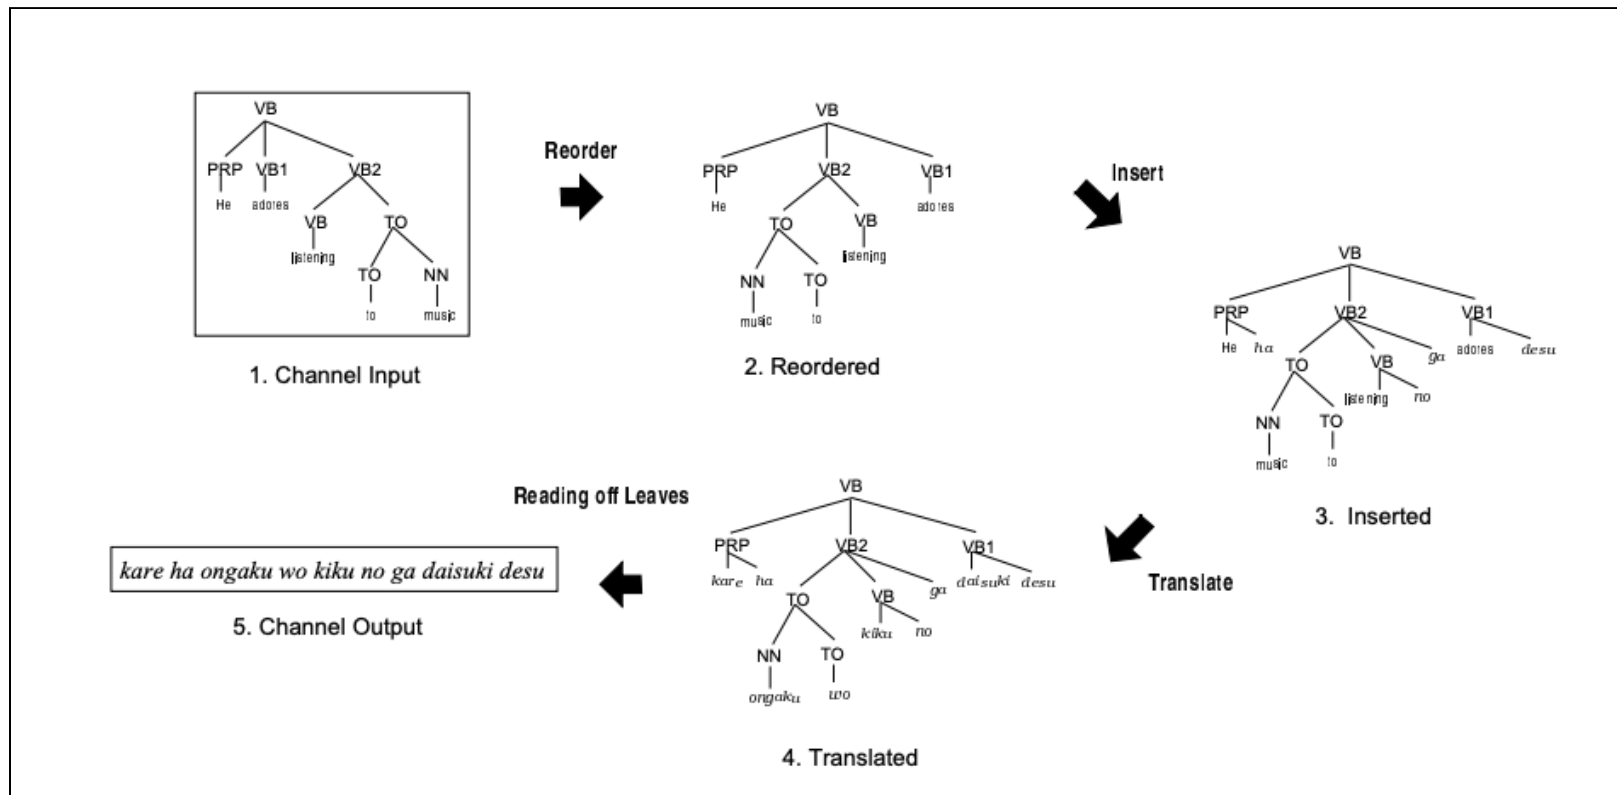 VB
PRP VB1 VB2
He adores VB TO
listening TO NN
to music
1. Channel Input
Reorder
VB
PRP VB2 VB1
He TO VB adores
NN TO listening
music to
2. Reordered
Insert
VB
PRP VB2 VB1
He ha TO VB ga adores desu
NN TO listening no
music to
3. Inserted
Translate
VB
PRP VB2 VB1
kare ha TO VB ga daisuki desu
NN TO kiku no
ongaku wo
4. Translated
Reading off Leaves
kare ha ongaku wo kiku no ga daisuki desu
5. Channel Output